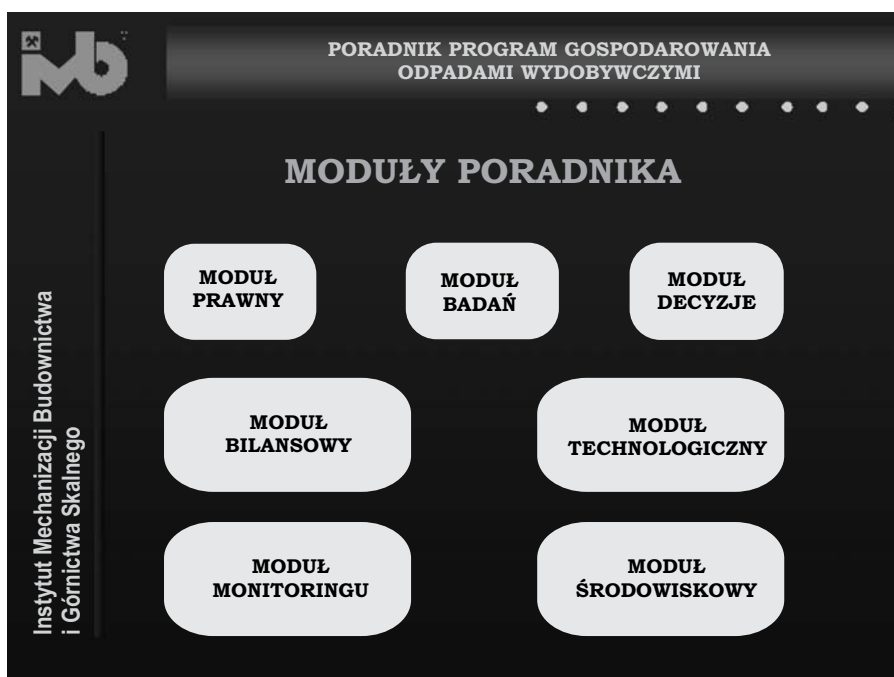 PORADNIK PROGRAM GOSPODAROWANIA
ODPADAMI WYDOBYWCZYMI
MODUŁY PORADNIKA
MODUŁ
PRAWNY
MODUŁ
BADAŃ
MODUŁ
DECYZJE
MODUŁ
BILANSOWY
MODUŁ
TECHNOLOGICZNY
MODUŁ
MONITORINGU
MODUŁ
ŚRODOWISKOWY
Instytut Mechanizacji Budownictwa
i Górnictwa Skalnego